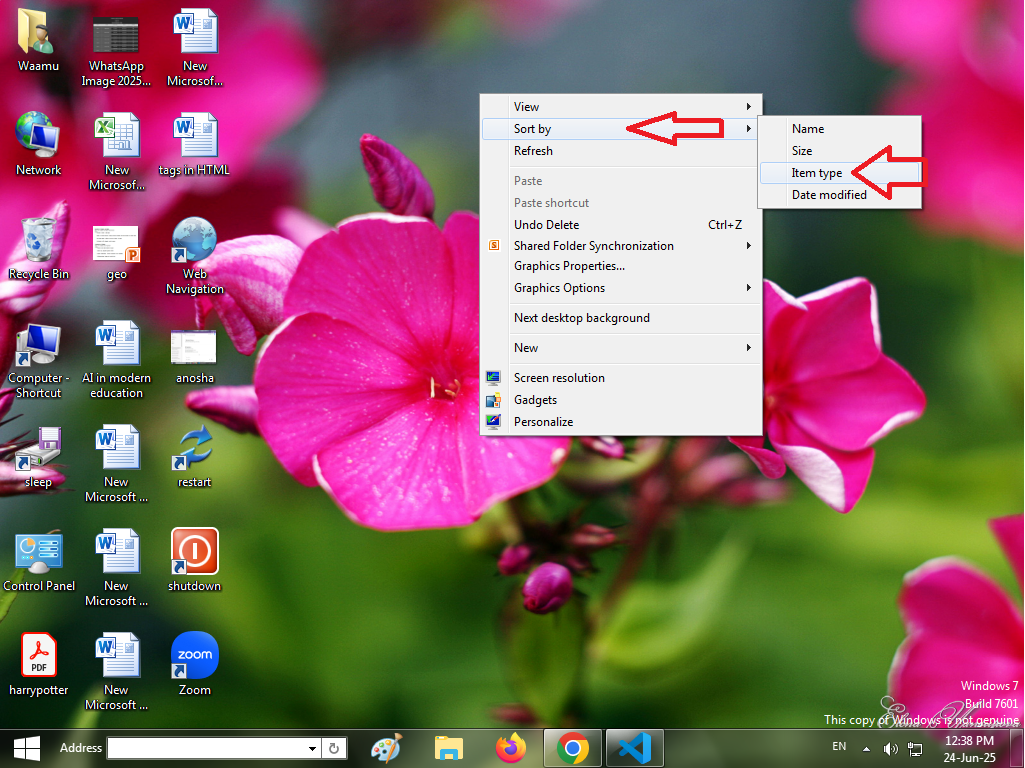 Waamu
WhatsApp
Image 2025...
New
Microsof...
Network
New
Microsof...
tags in HTML
Recycle Bin
geo
Web
Navigation
Computer -
Shortcut
AI in modern
education
anosha
sleep
New
Microsoft ...
restart
Control Panel
New
Microsoft ...
shutdown
PDF
harrypotter
New
Microsoft ...
zoom
Zoom
View
Sort by
Refresh
Paste
Paste shortcut
Undo Delete Ctrl+Z
Shared Folder Synchronization
Graphics Properties...
Graphics Options
Next desktop background
New
Screen resolution
Gadgets
Personalize
Name
Size
Item type
Date modified
Windows 7
Build 7601
This copy of Windows is not genuine
Address
EN
12:38 PM
24-Jun-25